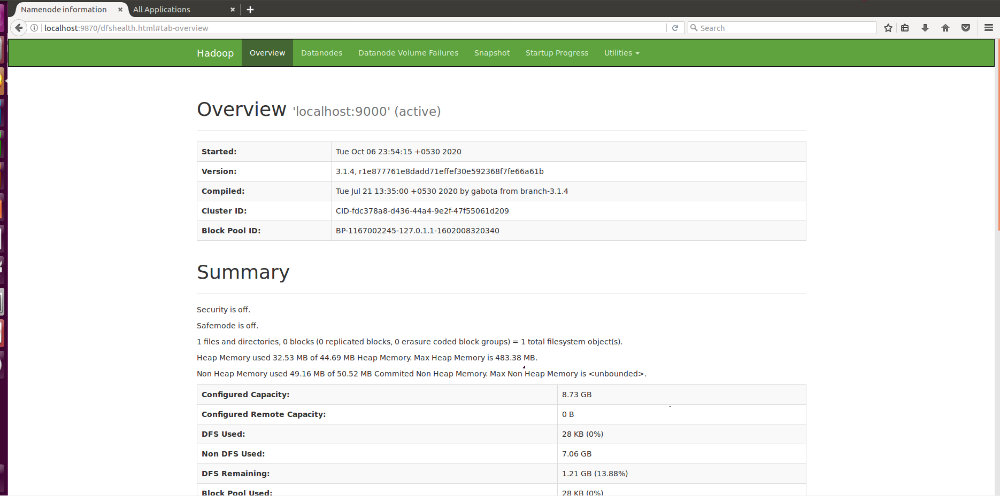 Namenode information × All Applications × +
localhost:9870/dfshealth.html#tab-overview Search
Hadoop Overview Datanodes Datanode Volume Failures Snapshot Startup Progress Utilities
Overview 'localhost:9000' (active)
Started: Tue Oct 06 23:54:15 +0530 2020
Version: 3.1.4, r1e877761e8dadd71effef30e592368f7fe66a61b
Compiled: Tue Jul 21 13:35:00 +0530 2020 by gabota from branch-3.1.4
Cluster ID: CID-fdc378a8-d436-44a4-9e2f-47f55061d209
Block Pool ID: BP-1167002245-127.0.1.1-1602008320340
Summary
Security is off.
Safemode is off.
1 files and directories, 0 blocks (0 replicated blocks, 0 erasure coded block groups) = 1 total filesystem object(s).
Heap Memory used 32.53 MB of 44.69 MB Heap Memory. Max Heap Memory is 483.38 MB.
Non Heap Memory used 49.16 MB of 50.52 MB Commited Non Heap Memory. Max Non Heap Memory is <unbounded>.
Configured Capacity: 8.73 GB
Configured Remote Capacity: 0 B
DFS Used: 28 KB (0%)
Non DFS Used: 7.06 GB
DFS Remaining: 1.21 GB (13.88%)
Block Pool Used: 28 KB (0%)